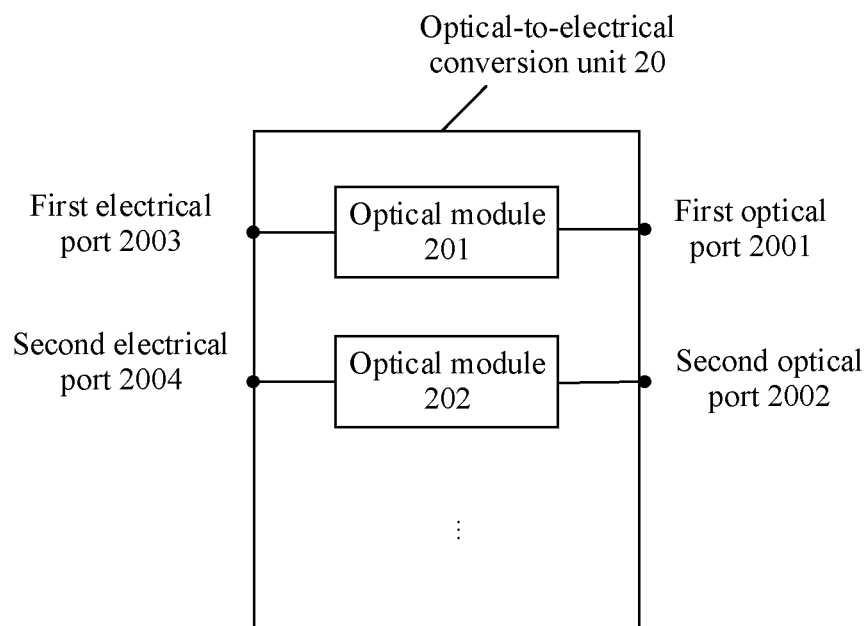 Optical-to-electrical
conversion unit 20
First electrical
port 2003
Optical module
201
First optical
port 2001
Second electrical
port 2004
Optical module
202
Second optical
port 2002
⋮